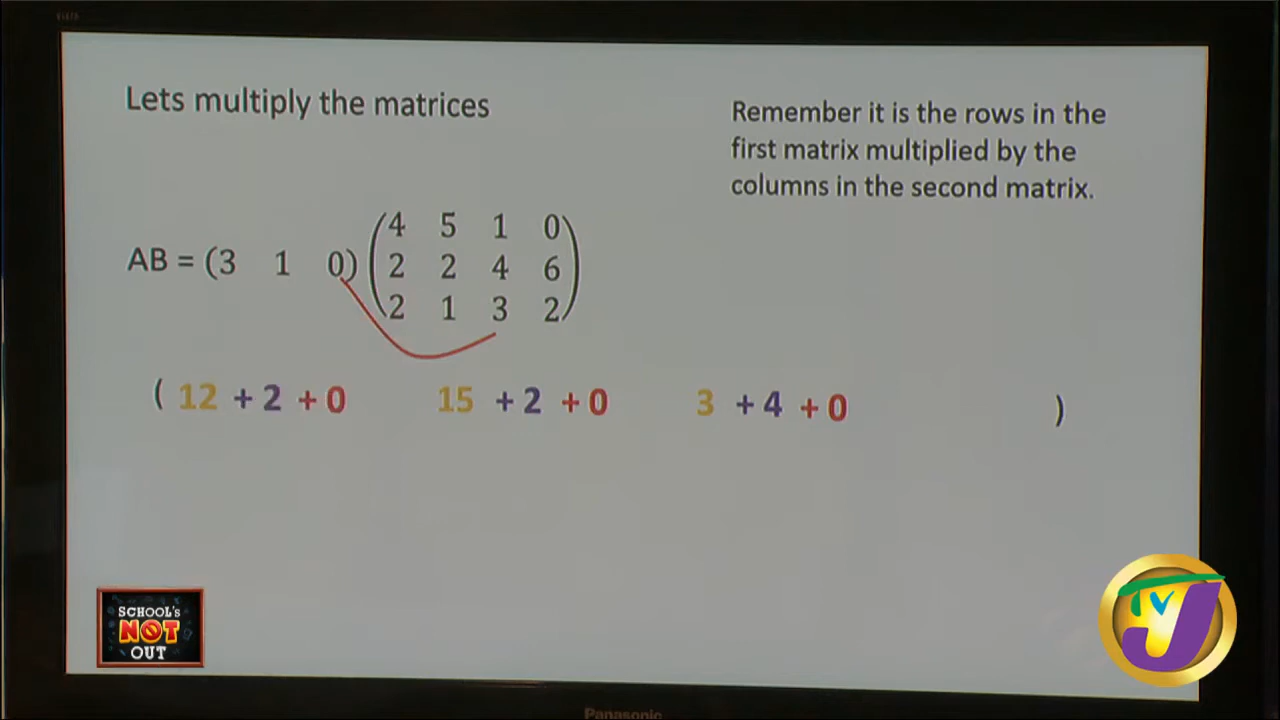 Lets multiply the matrices
Remember it is the rows in the
first matrix multiplied by the
columns in the second matrix.
4 5 1 0
AB = (3 1 0) 2 2 4 6
2 1 3 2
( 12 + 2 + 0 15 + 2 + 0 3 + 4 + 0 )
SCHOOL'S
NOT
OUT
TVJ
Panasonic